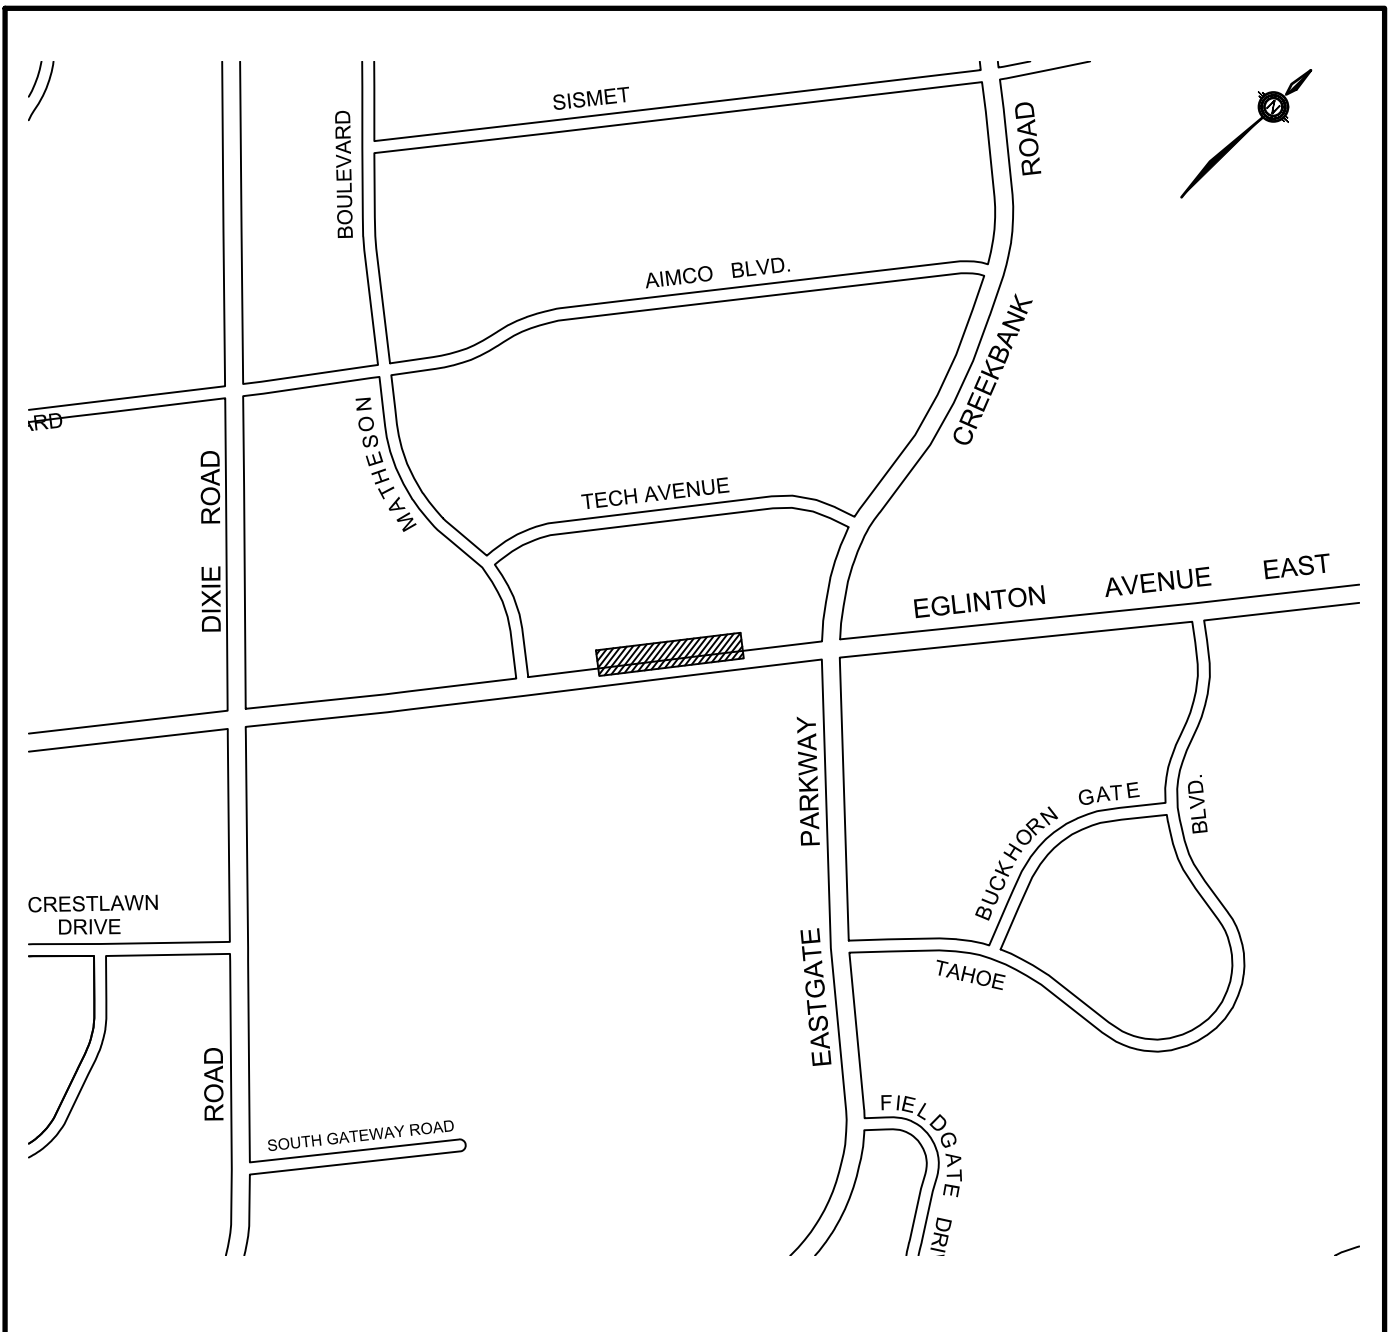 SISMET
BOULEVARD
ROAD
AIMCO BLVD.
CREEKBANK
MATHESON
DIXIE ROAD
TECH AVENUE
EGLINTON AVENUE EAST
PARKWAY
EASTGATE
BUCKHORN GATE
BLVD.
TAHOE
CRESTLAWN
DRIVE
ROAD
SOUTH GATEWAY ROAD
FIELDGATE
N